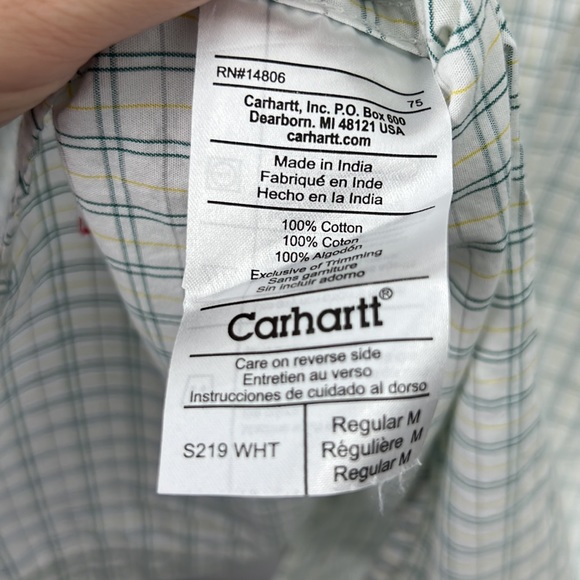 RN#14806
75
Carhartt, Inc. P.O. Box 600
Dearborn. MI 48121 USA
carhartt.com
Made in India
Fabriqué en Inde
Hecho en la India
100% Cotton
100% Coton
100% Algodón
Exclusive of Trimming
Sans garniture
Sin incluir adorno
Carhartt®
Care on reverse side
Entretien au verso
Instrucciones de cuidado al dorso
S219 WHT
Regular M
Régulière M
Regular M